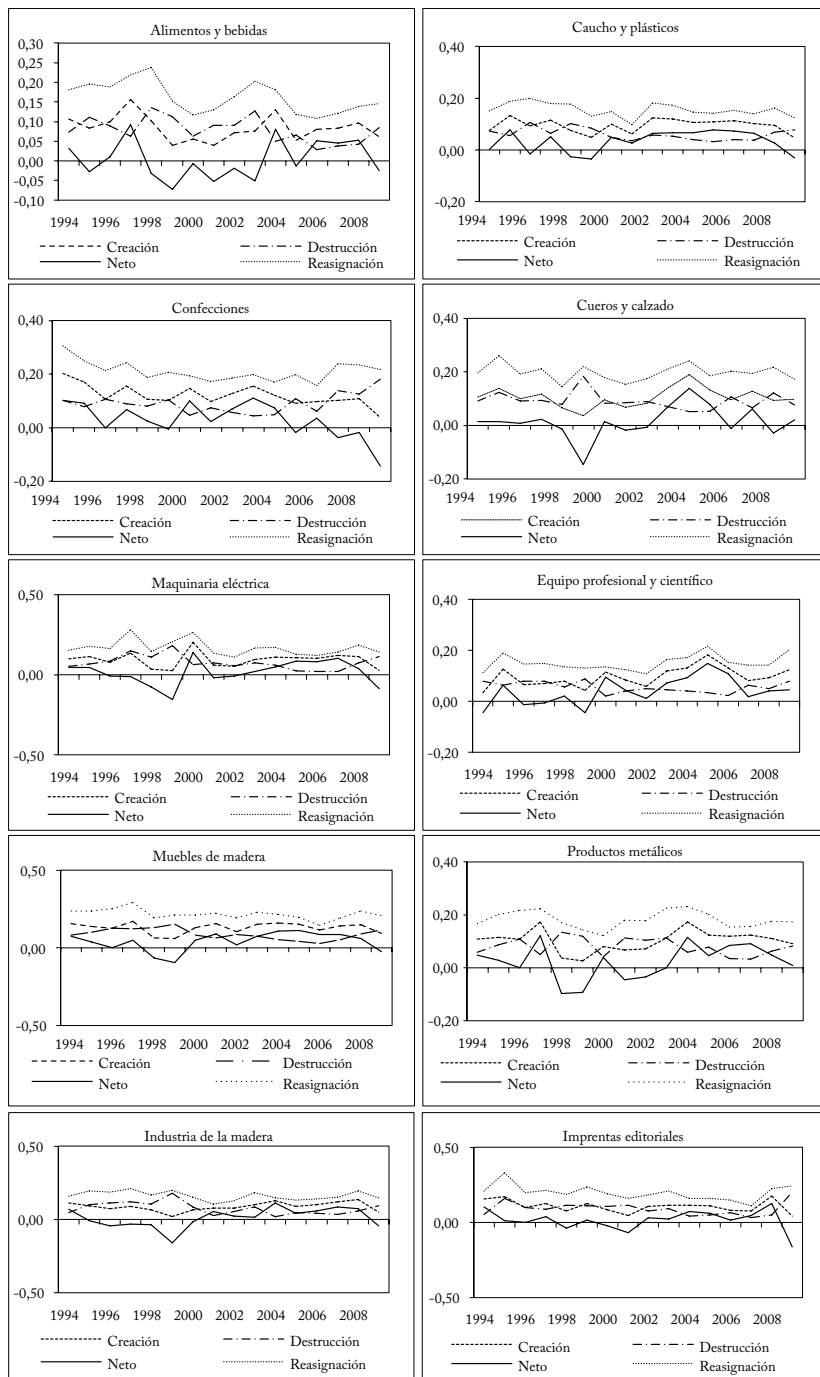 Alimentos y bebidas
0,30
0,25
0,20
0,15
0,10
0,05
0,00
-0,05
-0,10
1994 1996 1998 2000 2002 2004 2006 2008
Creación Destrucción
Neto Reasignación
Caucho y plásticos
0,40
0,20
0,00
-0,20
1994 1996 1998 2000 2002 2004 2006 2008
Creación Destrucción
Neto Reasignación
Confecciones
0,40
0,20
0,00
-0,20
1994 1996 1998 2000 2002 2004 2006 2008
Creación Destrucción
Neto Reasignación
Cueros y calzado
0,40
0,20
0,00
-0,20
1994 1996 1998 2000 2002 2004 2006 2008
Creación Destrucción
Neto Reasignación
Maquinaria eléctrica
0,50
0,00
-0,50
1994 1996 1998 2000 2002 2004 2006 2008
Creación Destrucción
Neto Reasignación
Equipo profesional y científico
0,40
0,20
0,00
-0,20
1994 1996 1998 2000 2002 2004 2006 2008
Creación Destrucción
Neto Reasignación
Muebles de madera
0,50
0,00
-0,50
1994 1996 1998 2000 2002 2004 2006 2008
Creación Destrucción
Neto Reasignación
Productos metálicos
0,40
0,20
0,00
-0,20
1994 1996 1998 2000 2002 2004 2006 2008
Creación Destrucción
Neto Reasignación
Industria de la madera
0,50
0,00
-0,50
1994 1996 1998 2000 2002 2004 2006 2008
Creación Destrucción
Neto Reasignación
Imprentas editoriales
0,50
0,00
-0,50
1994 1996 1998 2000 2002 2004 2006 2008
Creación Destrucción
Neto Reasignación